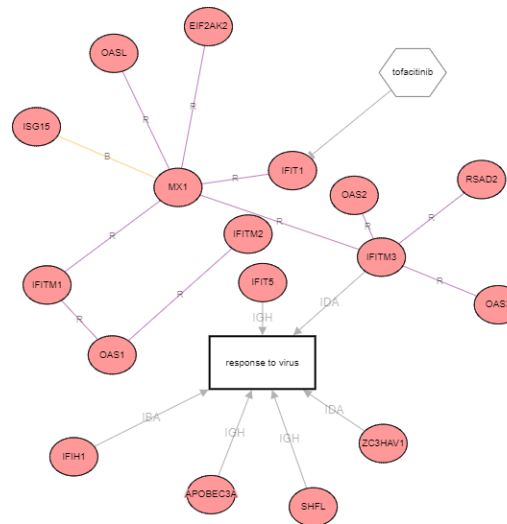 EIF2AK2
OASL
tofacitinib
ISG15
R
R
B
IFIT1
R
MX1
RSAD2
OAS2
R
R
R
IFITM2
R
IFITM3
R
IFITM1
R
R
IFIT5
R
OAS1
IDA
IGH
response to virus
IBA
IGH
IGH
IDA
IFIH1
ZC3HAV1
APOBEC3A
SHFL